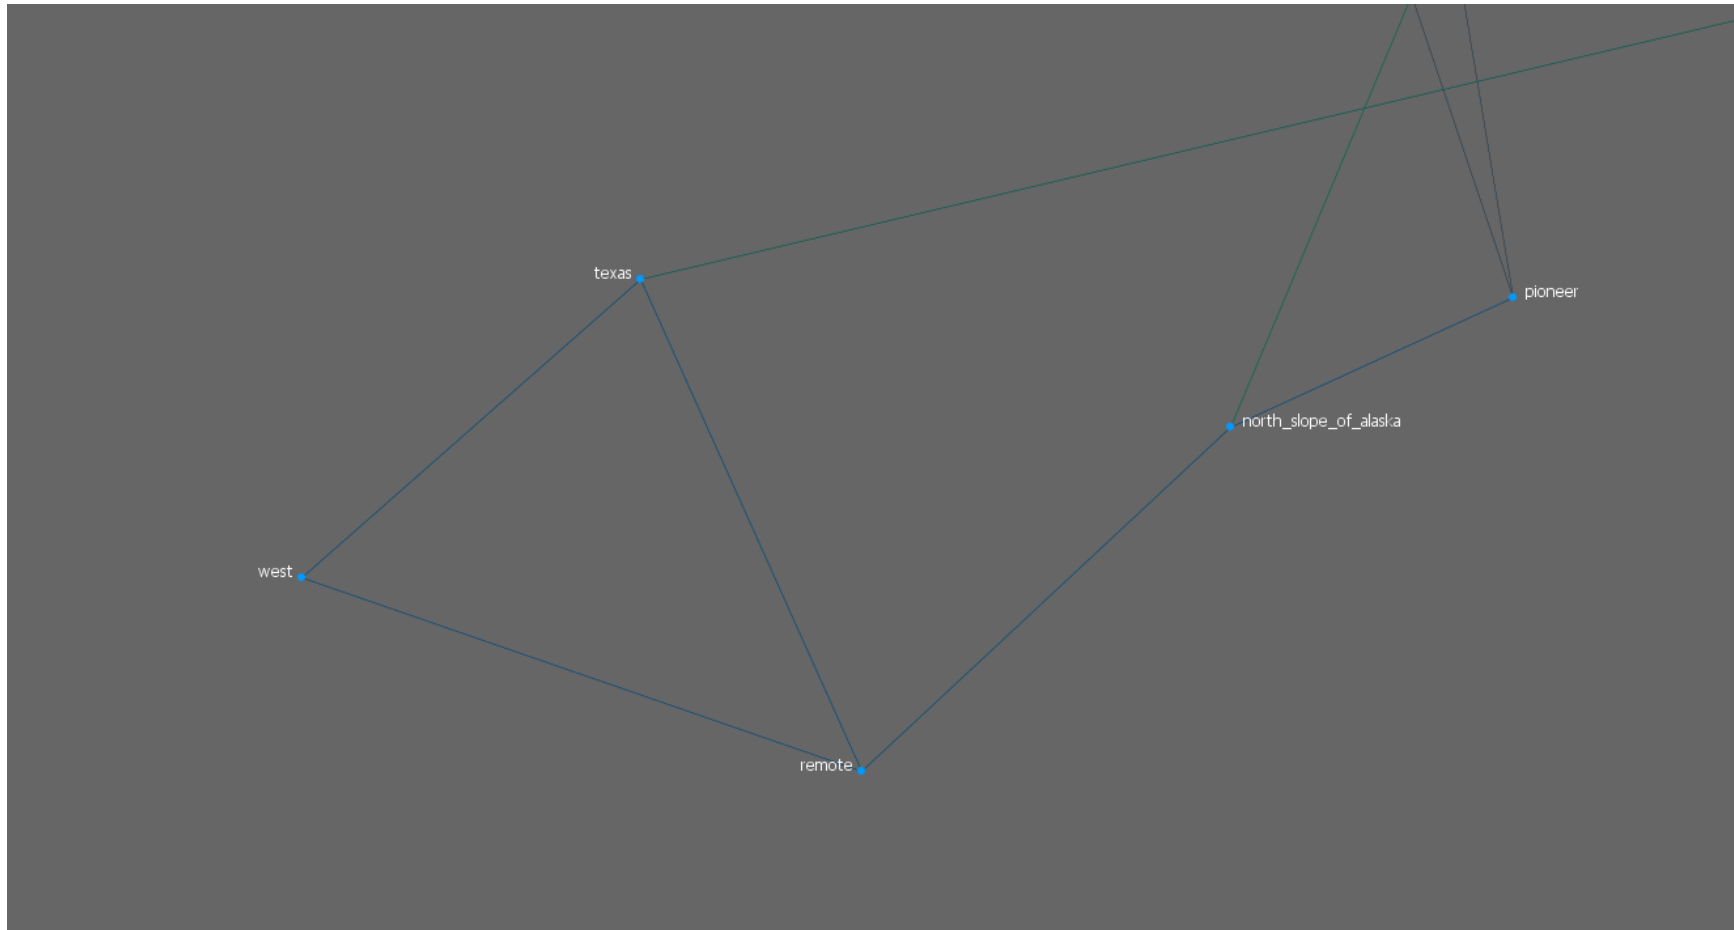 texas
pioneer
north_slope_of_alaska
west
remote